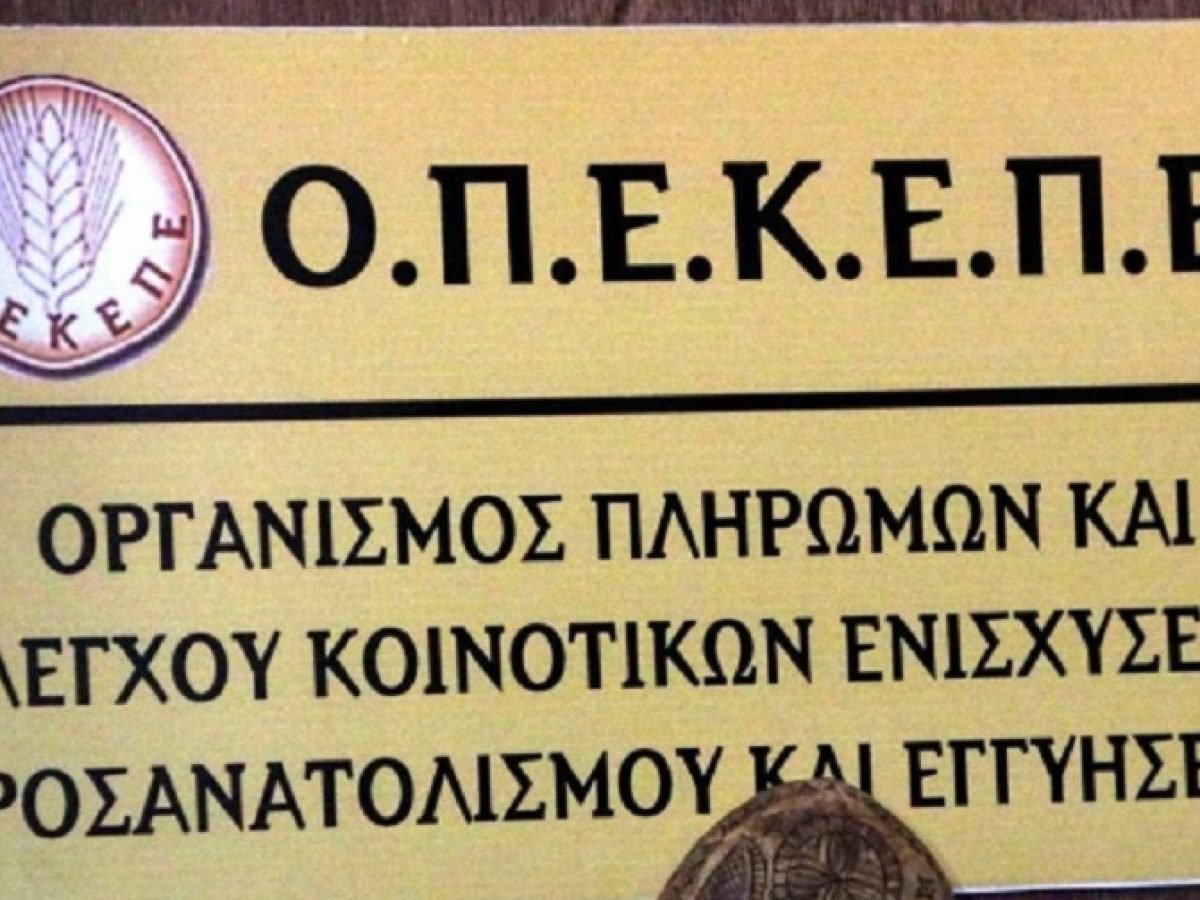 ΕΚΕΠΕ
Ο.Π.Ε.Κ.Ε.Π.Ε
ΟΡΓΑΝΙΣΜΟΣ ΠΛΗΡΩΜΩΝ ΚΑΙ
ΛΕΓΧΟΥ ΚΟΙΝΟΤΙΚΩΝ ΕΝΙΣΧΥΣΕ
ΡΟΣΑΝΑΤΟΛΙΣΜΟΥ ΚΑΙ ΕΓΓΥΗΣΕ